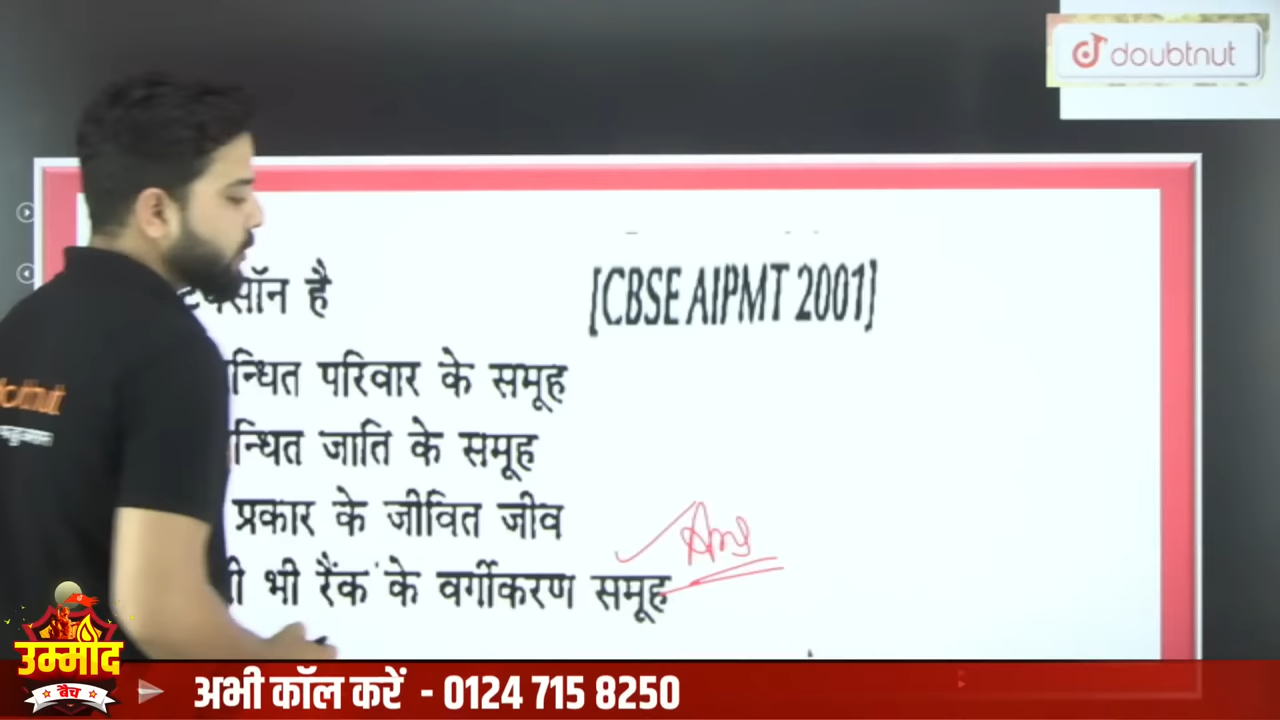 doubtnut
है
[CBSE AIPMT 2001]
परिवार के समूह
जाति के समूह
प्रकार के जीवित जीव
Ans
भी रैंक के वर्गीकरण समूह
उम्मीद
बैच
अभी कॉल करें - 0124 715 8250